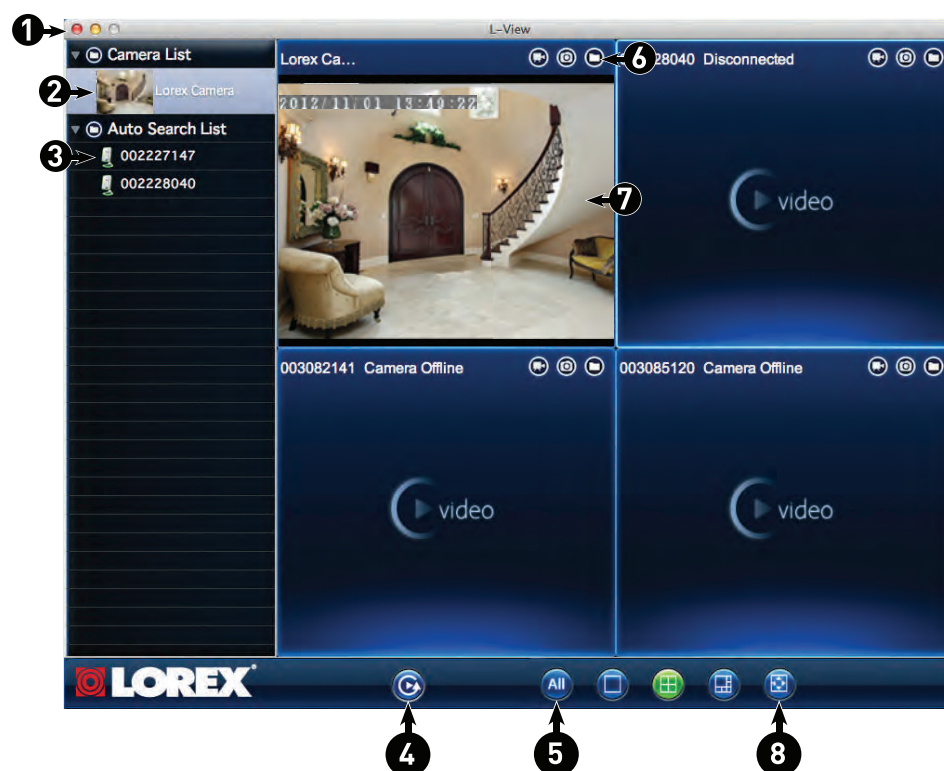 L-View
1
Camera List
2
Lorex Camera
Auto Search List
3
002227147
002228040
Lorex Ca...
6
28040 Disconnected
2012/11/01 13:49:22
7
video
003082141 Camera Offline
003085120 Camera Offline
video
video
LOREX
All
4
5
8